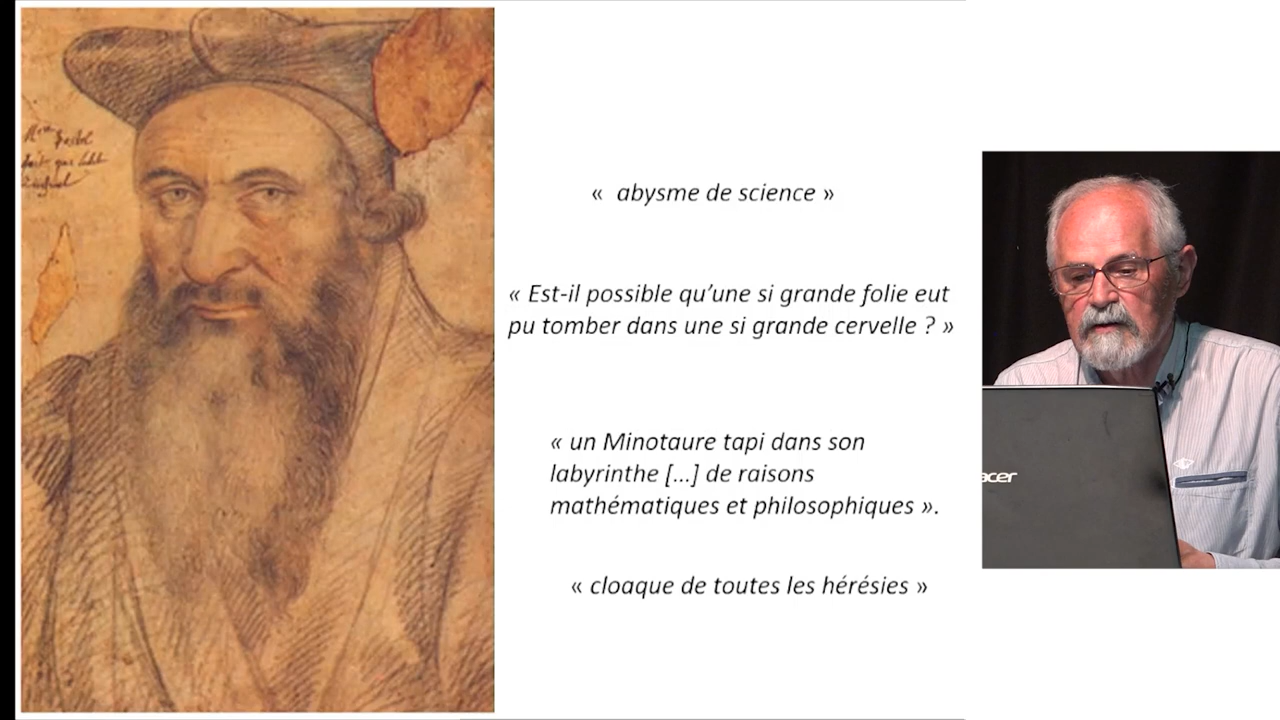 « abysme de science »
« Est-il possible qu’une si grande folie eut
pu tomber dans une si grande cervelle ? »
« un Minotaure tapi dans son
labyrinthe [...] de raisons
mathématiques et philosophiques ».
« cloaque de toutes les hérésies »
acer